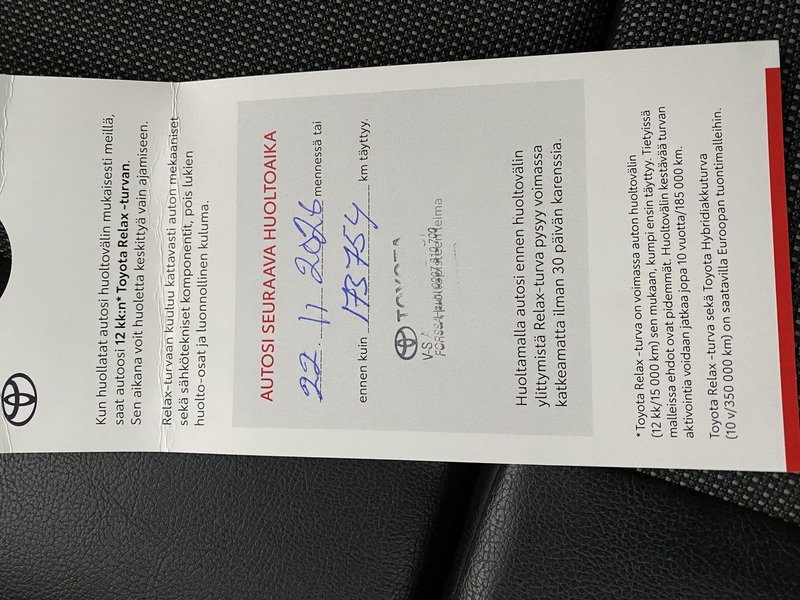 Kun huollatat autosi huoltovälin mukaisesti meillä,
saat autoosi 12 kk:n* Toyota Relax -turvan.
Sen aikana voit huoletta keskittyä vain ajamiseen.
Relax-turvaan kuuluu kattavasti auton mekaaniset
sekä sähkötekniset komponentit, pois lukien
huolto-osat ja luonnollinen kuluma.
AUTOSI SEURAAVA HUOLTOAIKA
22. 11 2026 mennessä tai
ennen kuin 173754 km täyttyy.
TOYOTA
Huoltamalla autosi ennen huoltovälin
ylittymistä Relax-turva pysyy voimassa
katkeamatta ilman 30 päivän karenssia.
*Toyota Relax -turva on voimassa auton huoltovälin
(12 kk/15 000 km) sen mukaan, kumpi ensin täyttyy. Tietyissä
malleissa ehdot ovat pidemmät. Huoltovälin kestävää turvan
aktivointia voidaan jatkaa jopa 10 vuotta/185 000 km.
Toyota Relax -turva sekä Toyota Hybridiakkuturva
(10 v/350 000 km) on saatavilla Euroopan tuontimalleihin.